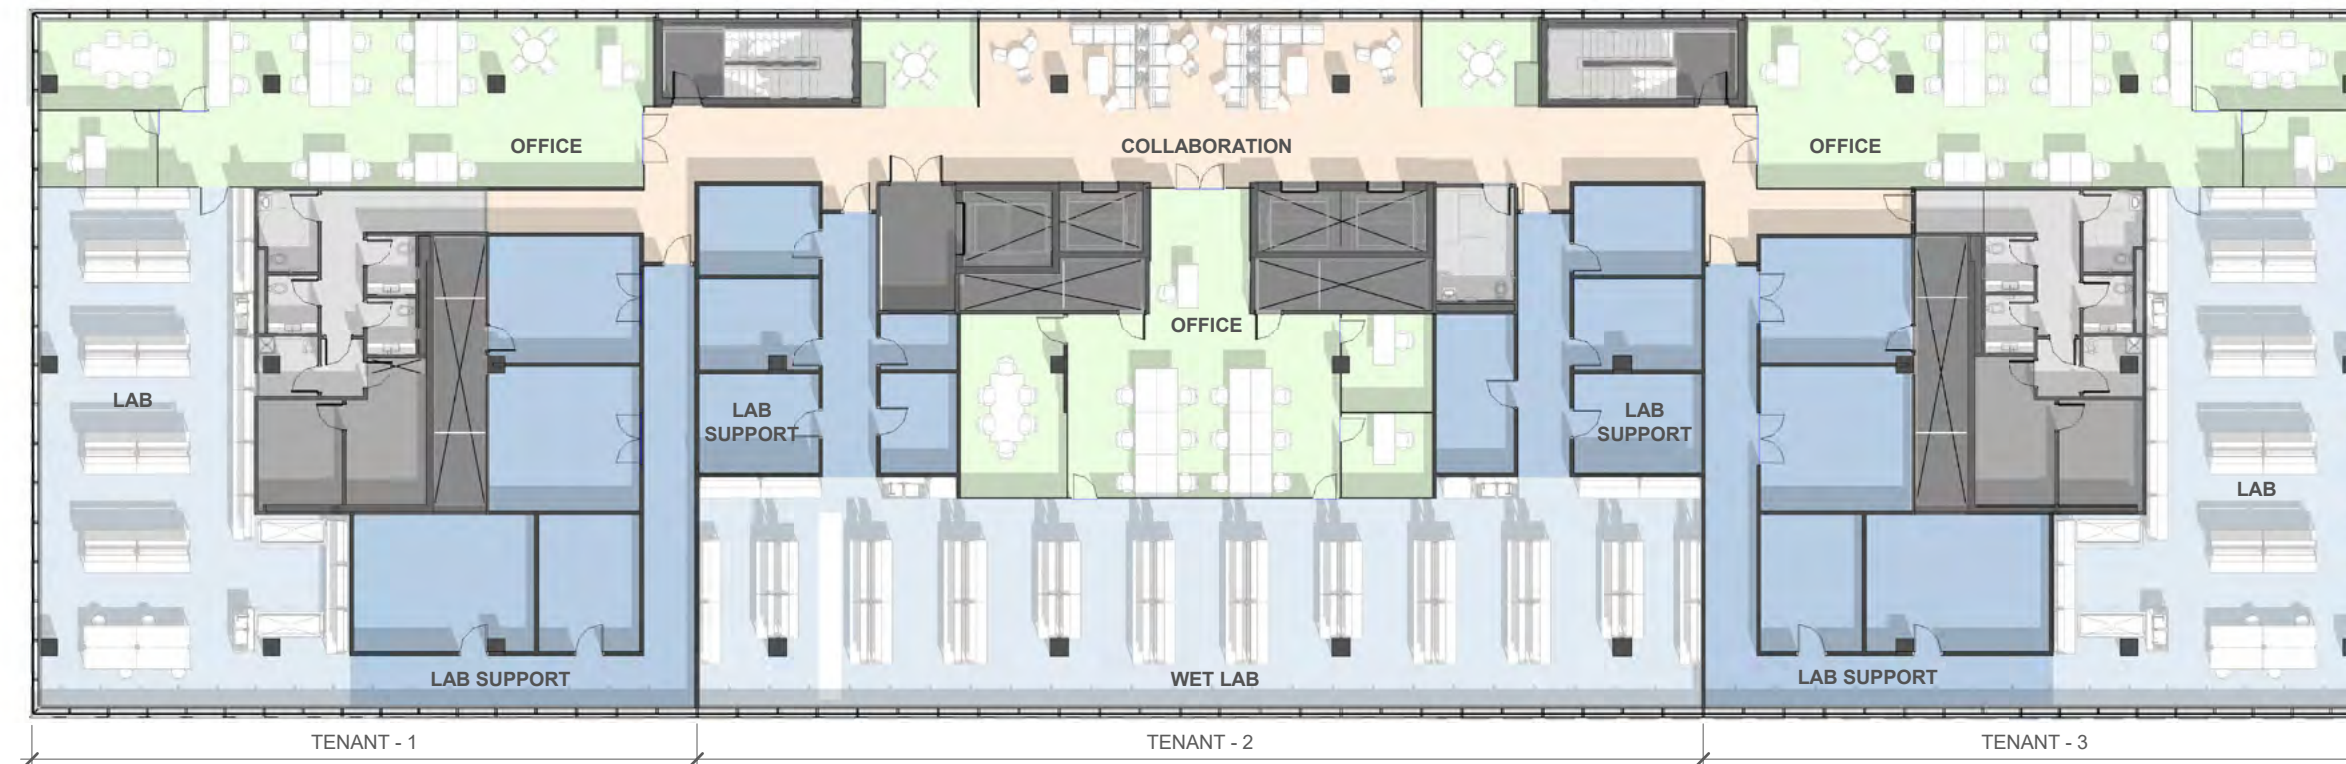 OFFICE
COLLABORATION
OFFICE
OFFICE
LAB
LAB
SUPPORT
LAB
SUPPORT
LAB
LAB SUPPORT
WET LAB
LAB SUPPORT
TENANT - 1
TENANT - 2
TENANT - 3